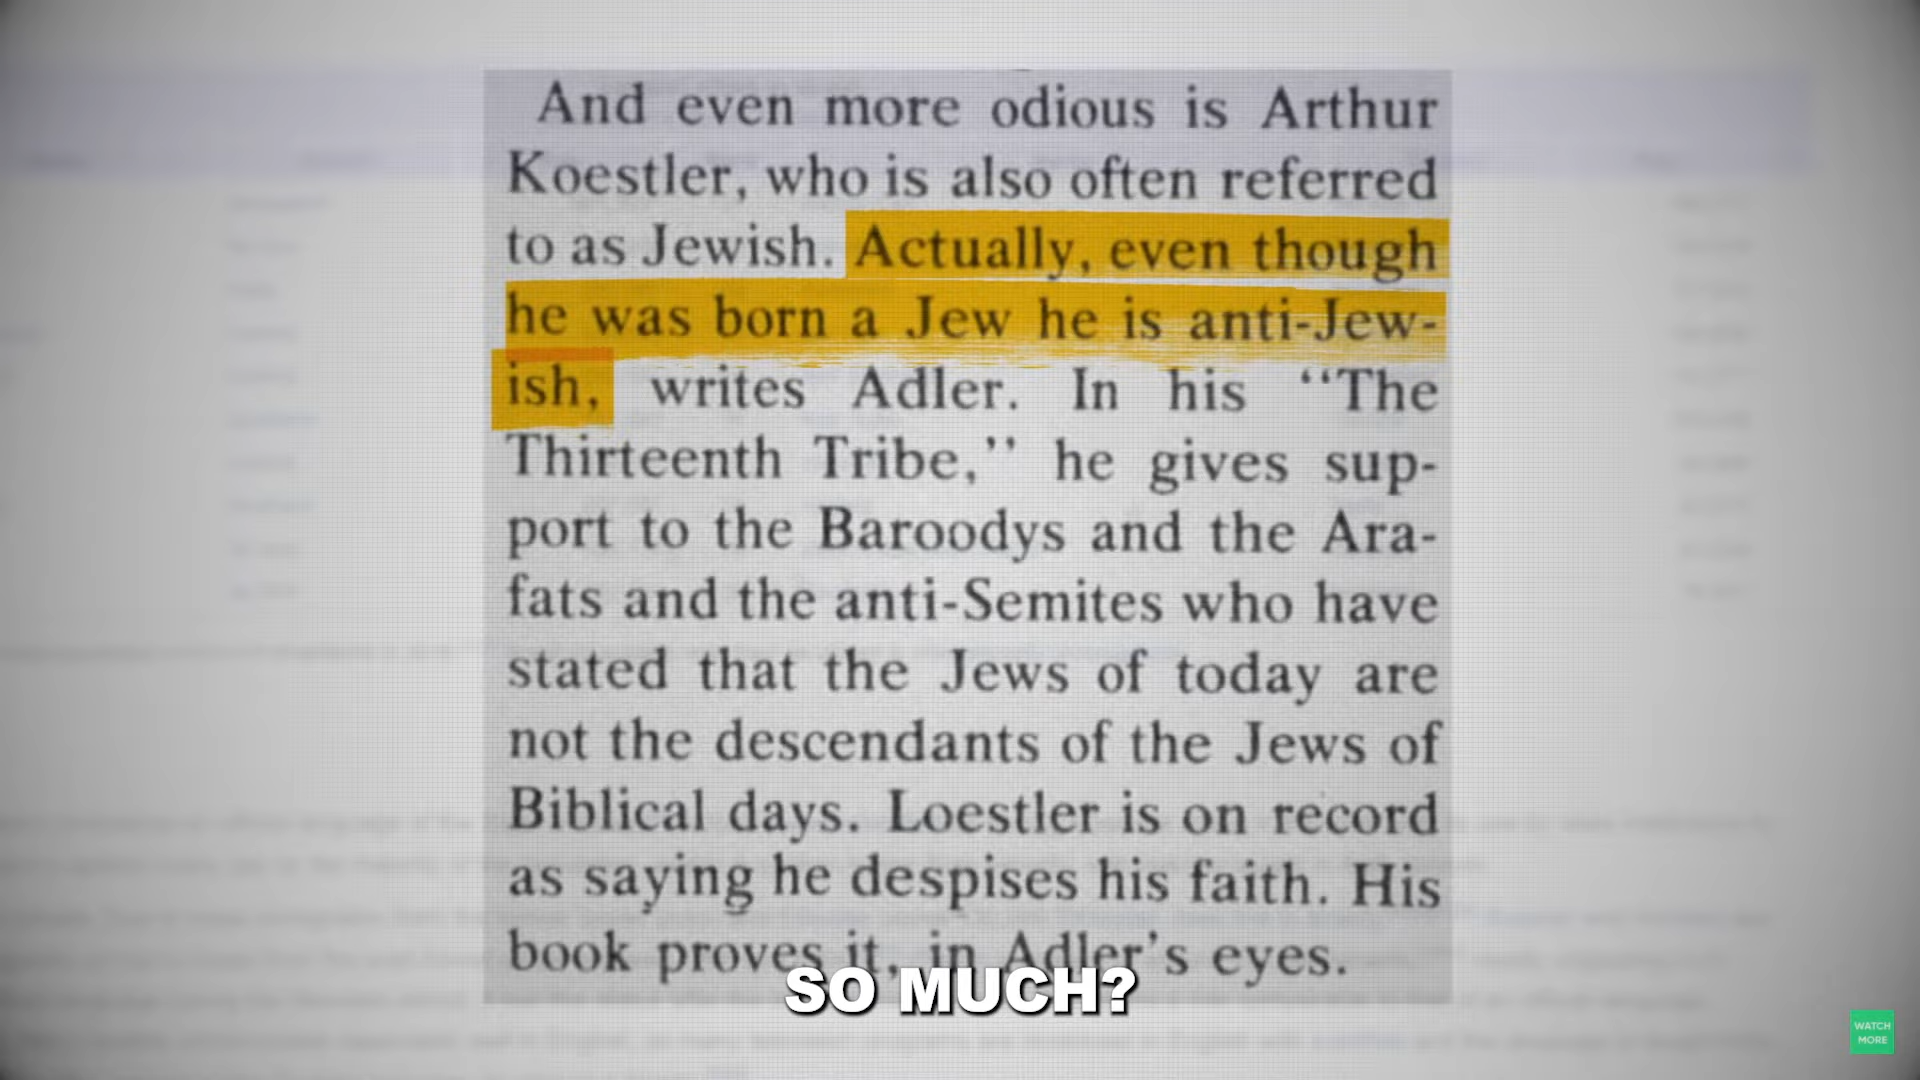 And even more odious is Arthur
Koestler, who is also often referred
to as Jewish. Actually, even though
he was born a Jew he is anti-Jew-
ish, writes Adler. In his “The
Thirteenth Tribe,” he gives sup-
port to the Baroodys and the Ara-
fats and the anti-Semites who have
stated that the Jews of today are
not the descendants of the Jews of
Biblical days. Loestler is on record
as saying he despises his faith. His
book proves it, in Adler’s eyes.
SO MUCH?
WATCH
MORE